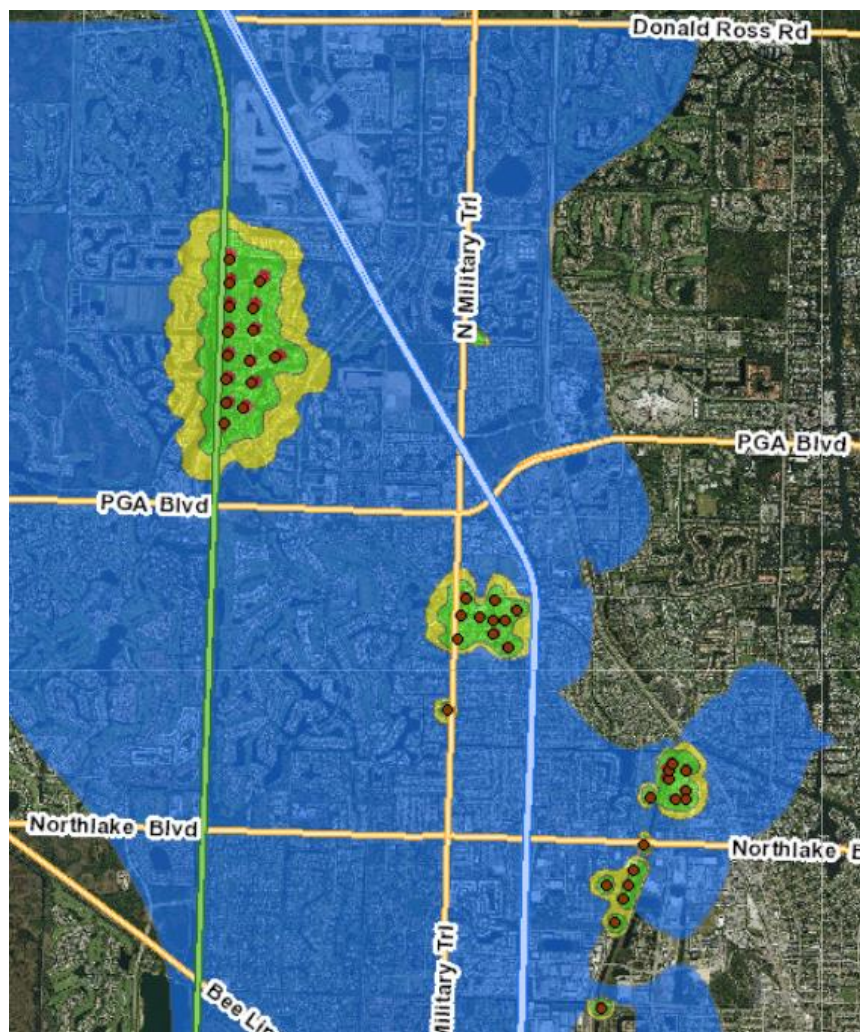 Donald Ross Rd
N Military Trl
PGA Blvd
PGA Blvd
Northlake Blvd
Northlake B
Military Trl
Bee Lin